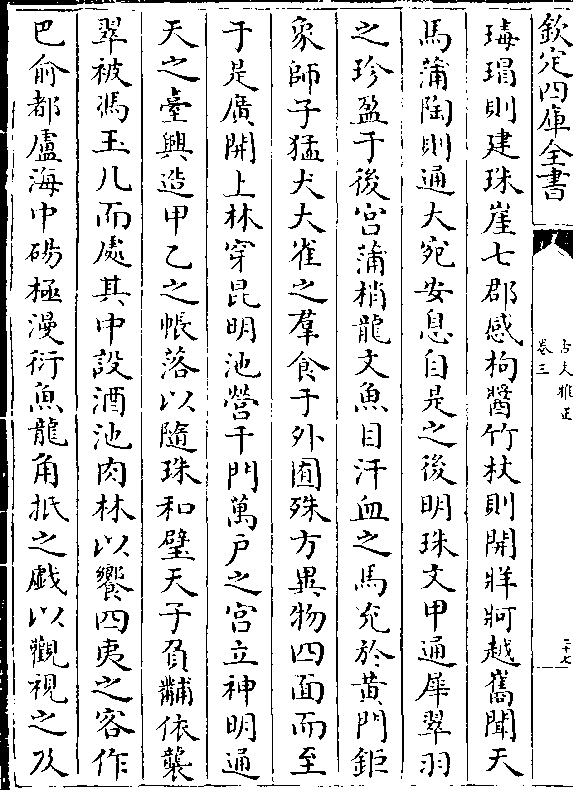 欽定四庫全書
古文雅正
卷三
二十七
瑇瑁則建珠崖七郡感枸醬竹杖則開牂牁越嶲聞天
馬蒲陶則通大宛安息自是之後明珠文甲通犀翠羽
之珍盈于後宮蒲梢龍文魚目汗血之馬充於黄門鉅
象師子猛犬大雀之羣食于外囿殊方異物四面而至
于是廣開上林穿昆明池營千門萬户之宫立神明通
天之臺興造甲乙之帳落以隨珠和璧天子負黼依襲
翠被馮玉几而處其中設酒池肉林以饗四夷之客作
巴俞都盧海中碭極漫衍魚龍角抵之戯以觀視之及